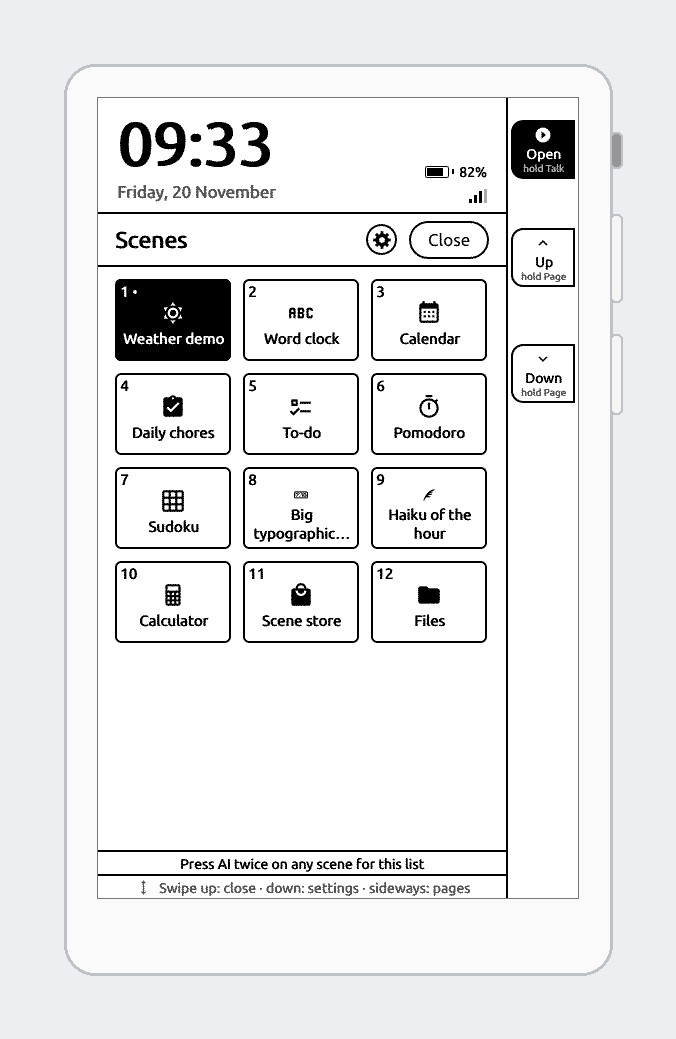 09:33
82%
Friday, 20 November
Scenes
Close
1 •
Weather demo
2
ABC
Word clock
3
Calendar
4
Daily chores
5
To-do
6
Pomodoro
7
Sudoku
8
Big
typographic...
9
Haiku of the
hour
10
Calculator
11
Scene store
12
Files
Press AI twice on any scene for this list
Swipe up: close · down: settings · sideways: pages
Open
hold Talk
Up
hold Page
Down
hold Page